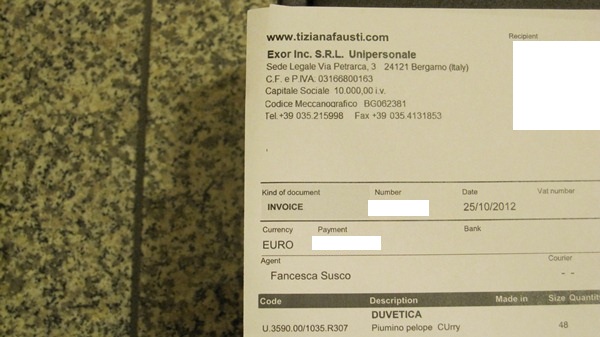 www.tizianafausti.com
Recipient
Exor Inc. S.R.L. Unipersonale
Sede Legale Via Petrarca, 3 24121 Bergamo (Italy)
C.F. e P.IVA. 03166800163
Capitale Sociale 10.000,00 i.v.
Codice Meccanografico BG062381
Tel.+39 035.215998 Fax +39 035.4131853
Kind of document Number Date Vat number
INVOICE 25/10/2012
Currency Payment Bank
EURO
Agent Courier
Fancesca Susco - -
Code Description Made in Size Quantity
DUVETICA
U.3590.00/1035.R307 Piumino pelope CUrry 48